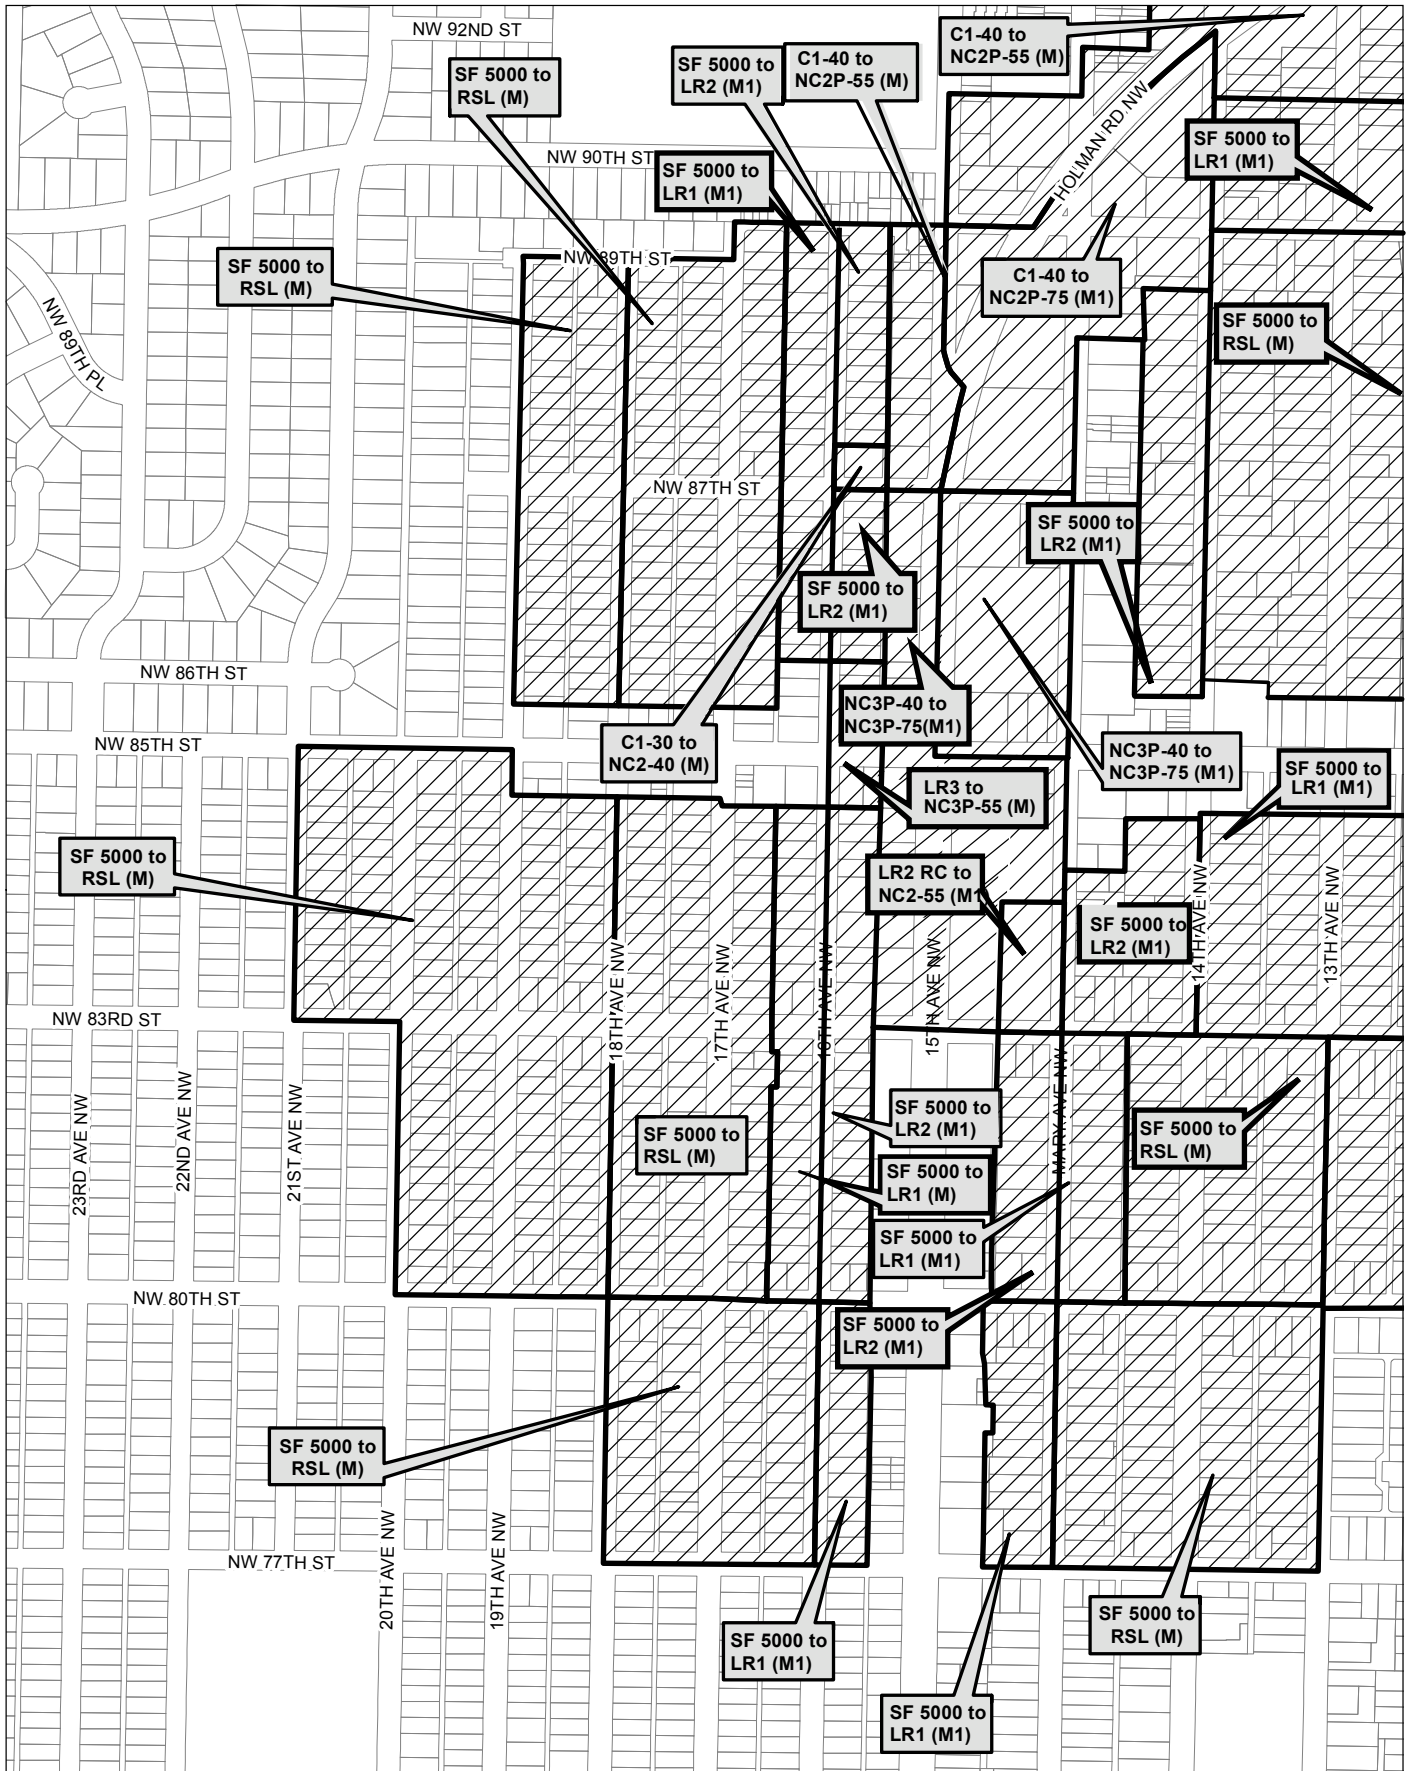 NW 92ND ST
C1-40 to
NC2P-55 (M)
SF 5000 to
RSL (M)
SF 5000 to
LR2 (M1)
C1-40 to
NC2P-55 (M)
HOLMAN RD NW
SF 5000 to
LR1 (M1)
NW 90TH ST
SF 5000 to
LR1 (M1)
NW 89TH ST
SF 5000 to
RSL (M)
C1-40 to
NC2P-75 (M1)
NW 89TH PL
SF 5000 to
RSL (M)
NW 87TH ST
SF 5000 to
LR2 (M1)
SF 5000 to
LR2 (M1)
NW 86TH ST
NC3P-40 to
NC3P-75(M1)
NW 85TH ST
C1-30 to
NC2-40 (M)
NC3P-40 to
NC3P-75 (M1)
SF 5000 to
LR1 (M1)
LR3 to
NC3P-55 (M)
SF 5000 to
RSL (M)
LR2 RC to
NC2-55 (M1
SF 5000 to
LR2 (M1)
18TH AVE NW
17TH AVE NW
16TH AVE NW
15TH AVE NW
14TH AVE NW
13TH AVE NW
NW 83RD ST
23RD AVE NW
22ND AVE NW
21ST AVE NW
MARY AVE NW
SF 5000 to
RSL (M)
SF 5000 to
LR2 (M1)
SF 5000 to
RSL (M)
SF 5000 to
LR1 (M)
SF 5000 to
LR1 (M1)
NW 80TH ST
SF 5000 to
LR2 (M1)
SF 5000 to
RSL (M)
20TH AVE NW
19TH AVE NW
NW 77TH ST
SF 5000 to
LR1 (M1)
SF 5000 to
RSL (M)
SF 5000 to
LR1 (M1)